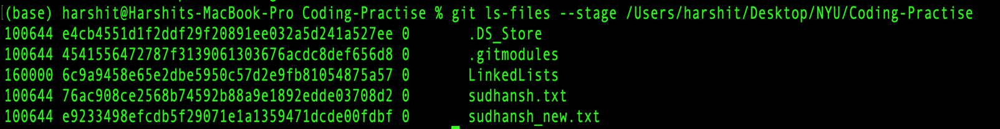 (base) harshit@Harshits-MacBook-Pro Coding-Practise % git ls-files --stage /Users/harshit/Desktop/NYU/Coding-Practise
100644 e4cb4551d1f2ddf29f20891ee032a5d241a527ee 0 .DS_Store
100644 4541556472787f3139061303676acdc8def656d8 0 .gitmodules
160000 6c9a9458e65e2dbe5950c57d2e9fb81054875a57 0 LinkedLists
100644 76ac908ce2568b74592b88a9e1892edde03708d2 0 sudhansh.txt
100644 e9233498efcdb5f29071e1a1359471dcde00fdbf 0 sudhansh_new.txt